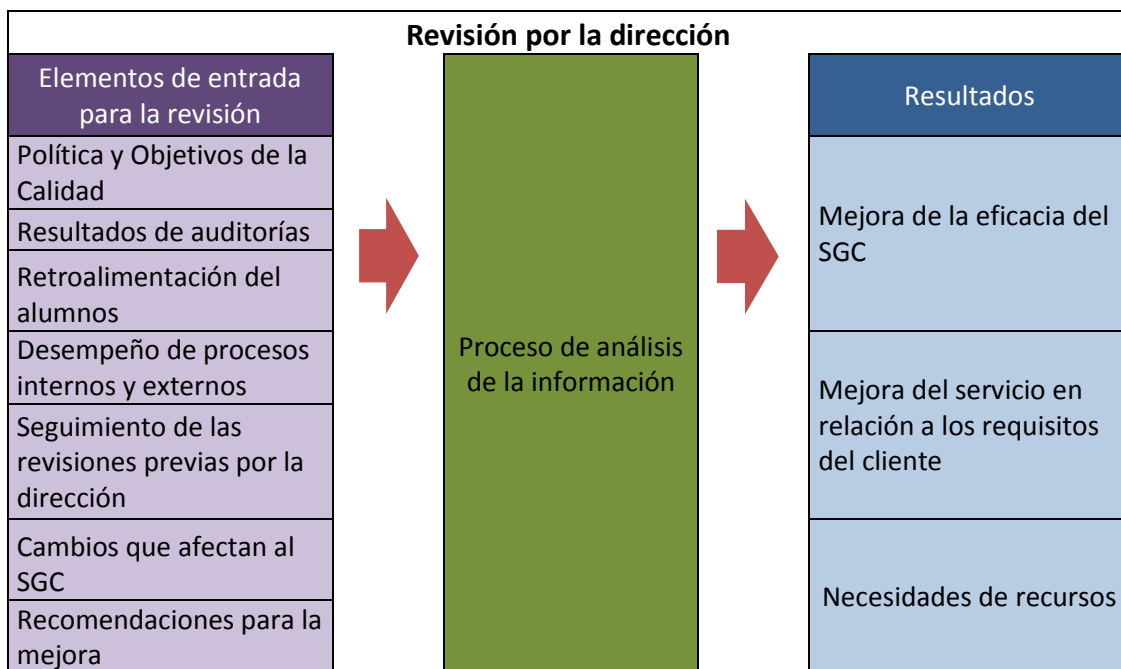 Revisión por la dirección
Elementos de entrada
para la revisión
Política y Objetivos de la
Calidad
Resultados de auditorías
Retroalimentación del
alumnos
Desempeño de procesos
internos y externos
Seguimiento de las
revisiones previas por la
dirección
Cambios que afectan al
SGC
Recomendaciones para la
mejora
Proceso de análisis
de la información
Resultados
Mejora de la eficacia del
SGC
Mejora del servicio en
relación a los requisitos
del cliente
Necesidades de recursos